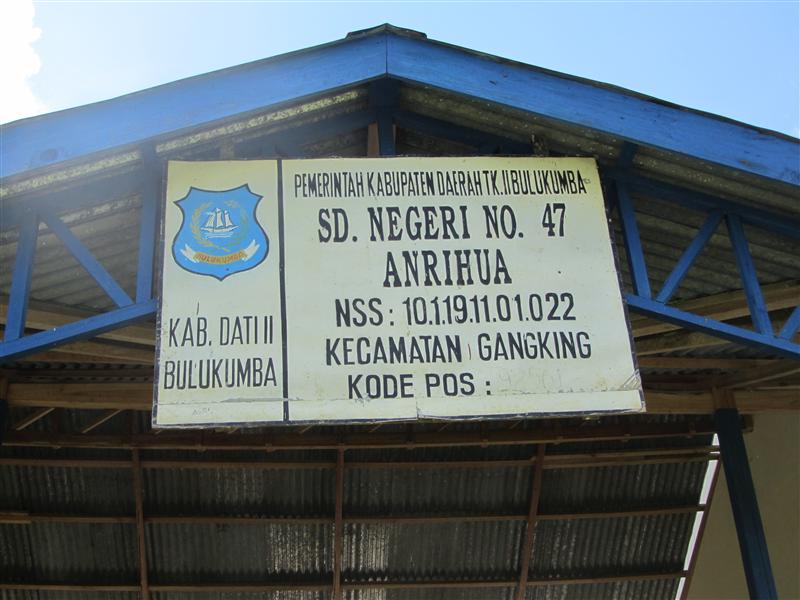 PEMERINTAH KABUPATEN DAERAH TK. II BULUKUMBA
SD. NEGERI NO. 47
ANRIHUA
NSS : 10.1.19.11.01.022
KECAMATAN GANGKING
KODE POS :
BULUKUMBA
KAB. DATI II
BULUKUMBA